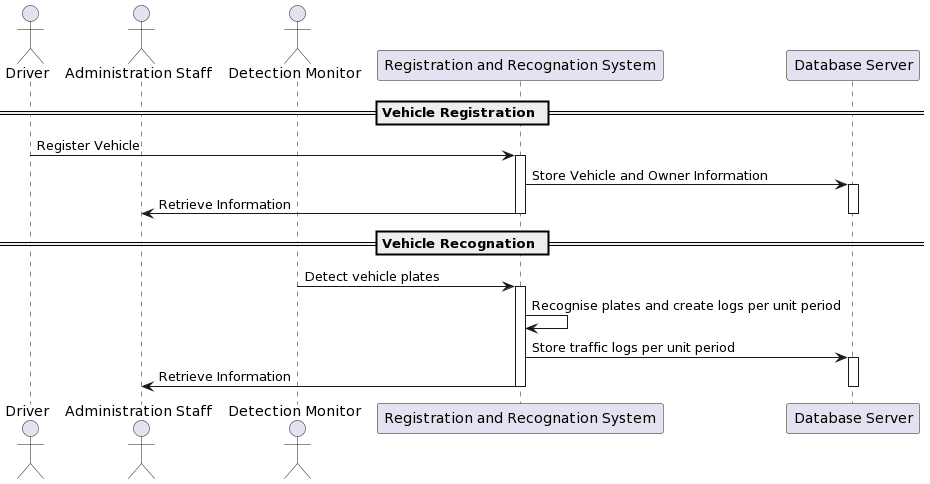 Driver
Administration Staff
Detection Monitor
Registration and Recognation System
Database Server
Vehicle Registration
Register Vehicle
Store Vehicle and Owner Information
Retrieve Information
Vehicle Recognation
Detect vehicle plates
Recognise plates and create logs per unit period
Store traffic logs per unit period
Retrieve Information
Driver
Administration Staff
Detection Monitor
Registration and Recognation System
Database Server